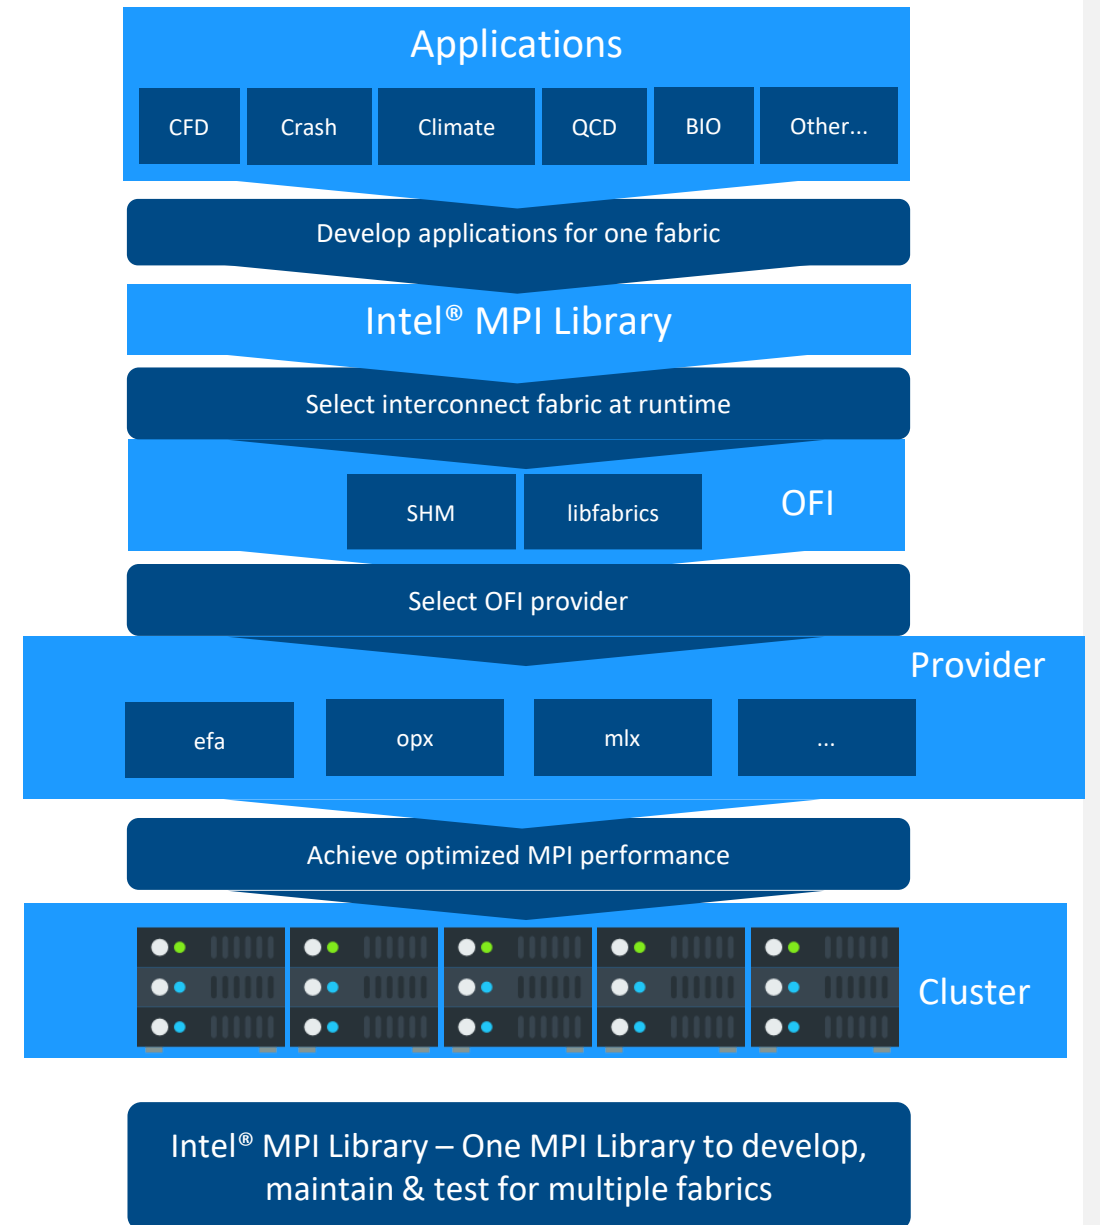 Applications
CFD
Crash
Climate
QCD
BIO
Other...
Develop applications for one fabric
Intel® MPI Library
Select interconnect fabric at runtime
SHM
libfabrics
OFI
Select OFI provider
Provider
efa
opx
mlx
...
Achieve optimized MPI performance
Cluster
Intel® MPI Library – One MPI Library to develop,
maintain & test for multiple fabrics